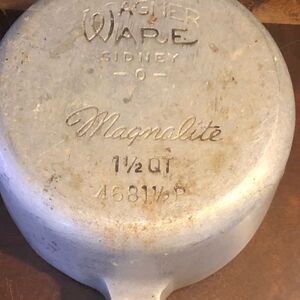 WAGNER
WARE
SIDNEY
-O-
Magnalite
1½ QT
4681½ P